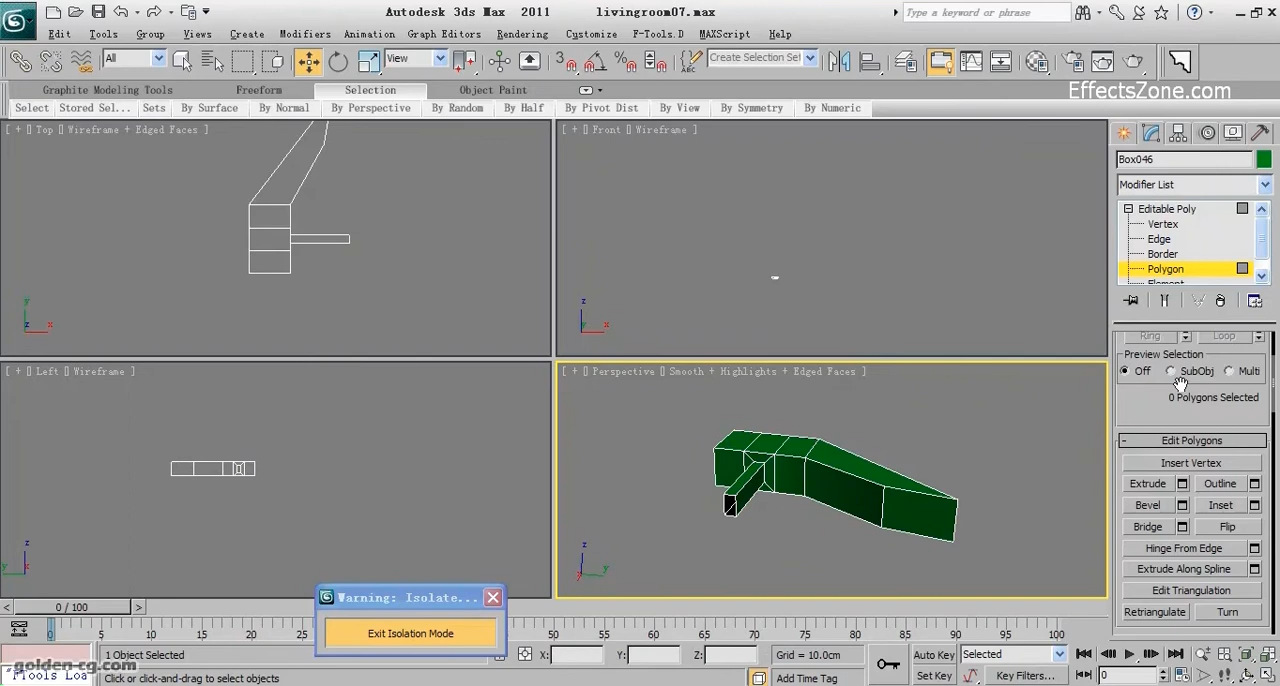 Autodesk 3ds Max 2011 livingroom07.max
Type a keyword or phrase
Edit Tools Group Views Create Modifiers Animation Graph Editors Rendering Customize F-Tools.D MAXScript Help
All View Create Selection Set
Graphite Modeling Tools Freeform Selection Object Paint
EffectsZone.com
Select Stored Sel... Sets By Surface By Normal By Perspective By Random By Half By Pivot Dist By View By Symmetry By Numeric
[ + [] Top [] Wireframe + Edged Faces ]
[ + [] Front [] Wireframe ]
Box046
Modifier List
Editable Poly
Vertex
Edge
Border
Polygon
Element
y
z x
z
y x
Ring Loop
Preview Selection
Off SubObj Multi
0 Polygons Selected
[ + [] Left [] Wireframe ]
[ + [] Perspective [] Smooth + Highlights + Edged Faces ]
Edit Polygons
Insert Vertex
Extrude Outline
Bevel Inset
Bridge Flip
Hinge From Edge
Extrude Along Spline
Edit Triangulation
Retriangulate Turn
z
y x
z
x y
Warning: Isolate...
Exit Isolation Mode
< 0 / 100 >
0 5 10 15 20 25 50 55 60 65 70 75 80 85 90 95 100
1 Object Selected X: Y: Z: Grid = 10.0cm Auto Key Selected
golden-cg.com
"FTools Loa Click or click-and-drag to select objects Add Time Tag Set Key Key Filters... 0